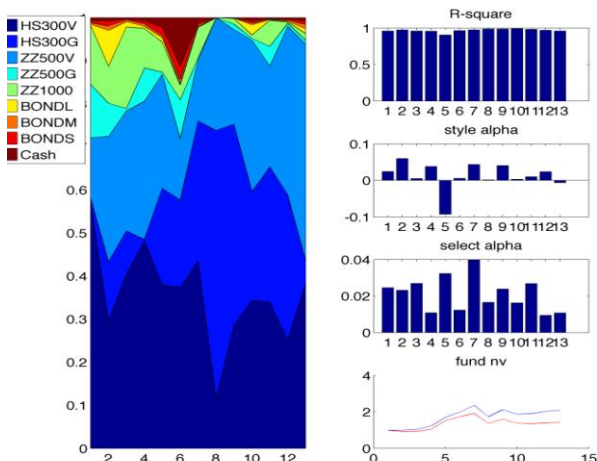 HS300V
HS300G
ZZ500V
ZZ500G
ZZ1000
BONDL
BONDM
BONDS
Cash
0.6
0.5
0.4
0.3
0.2
0.1
0
2 4 6 8 10 12
R-square
1
0.5
0
1 2 3 4 5 6 7 8 9 10 11 12 13
style alpha
0.1
0
-0.1
1 2 3 4 5 6 7 8 9 10 11 12 13
select alpha
0.04
0.02
0
1 2 3 4 5 6 7 8 9 10 11 12 13
fund nv
4
2
0
0 5 10 15